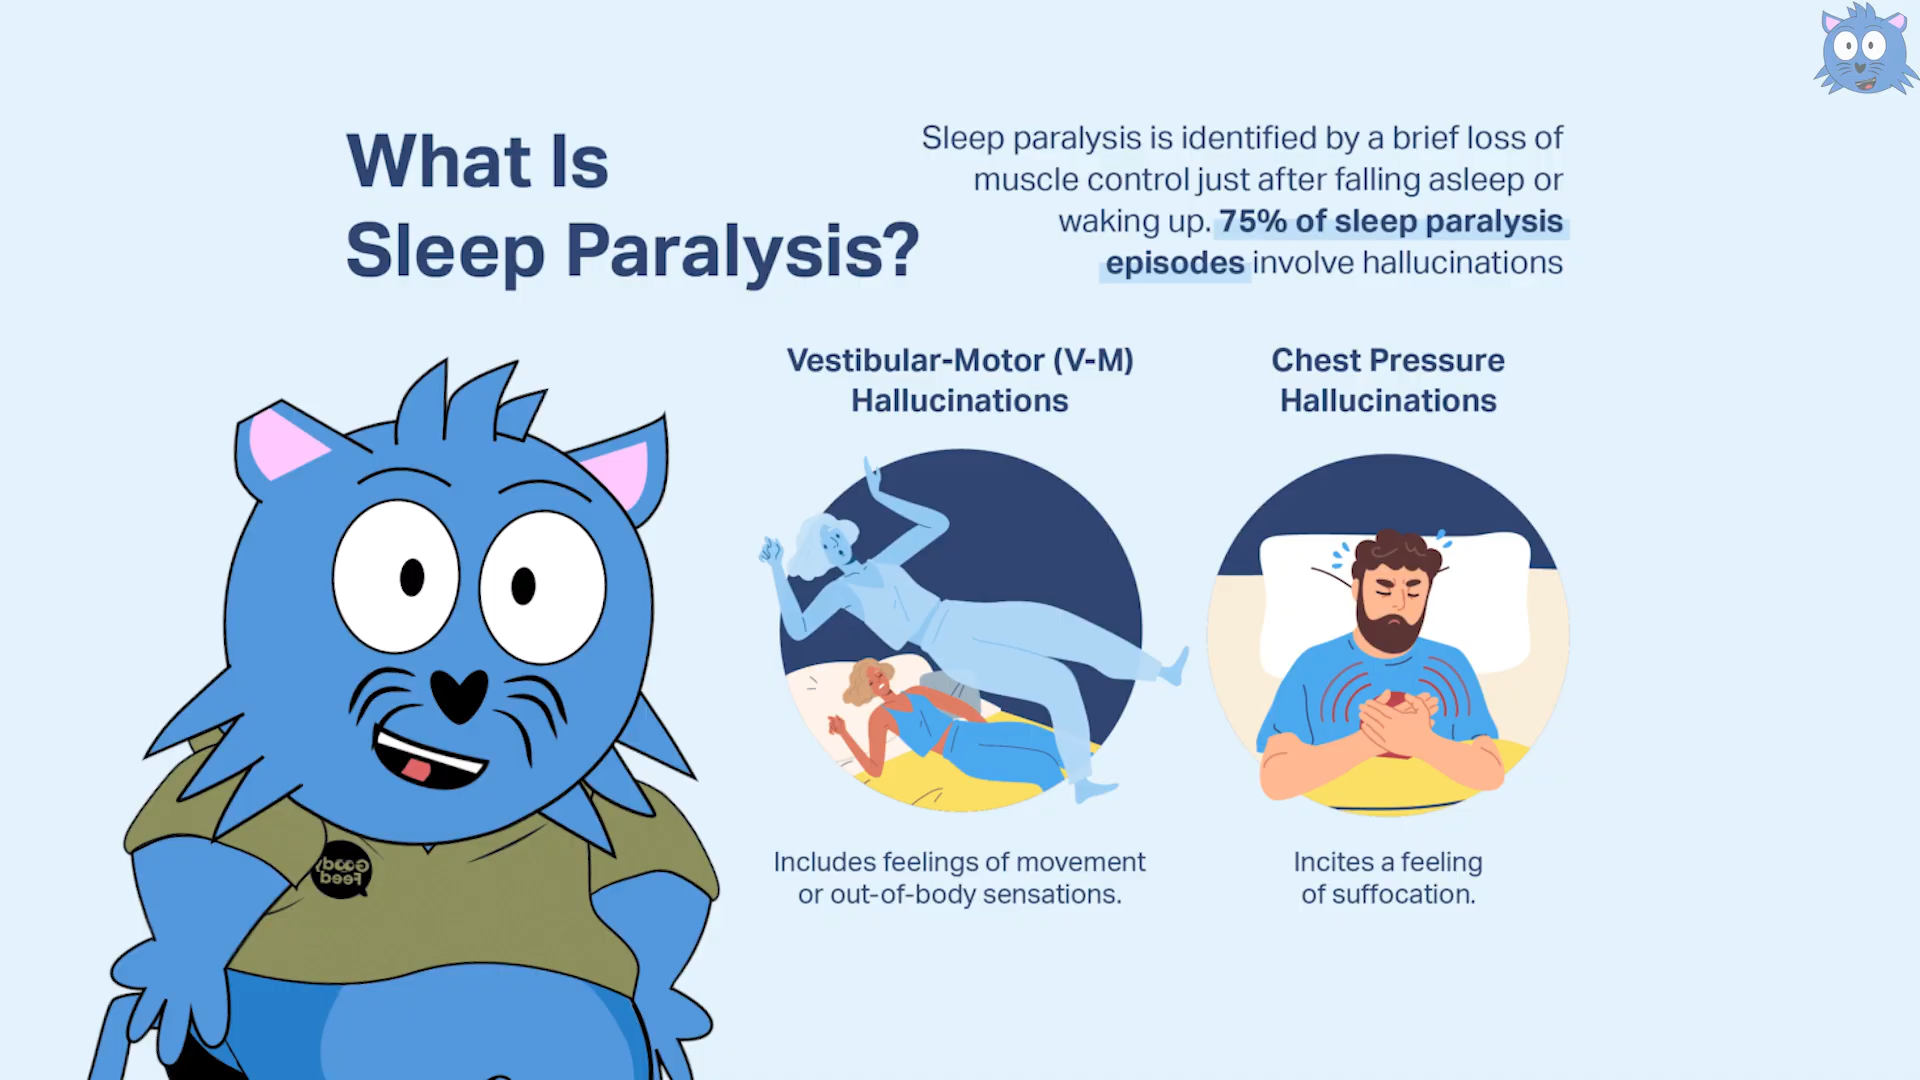 What Is
Sleep Paralysis?
Sleep paralysis is identified by a brief loss of
muscle control just after falling asleep or
waking up. 75% of sleep paralysis
episodes involve hallucinations
Vestibular-Motor (V-M)
Hallucinations
Chest Pressure
Hallucinations
Includes feelings of movement
or out-of-body sensations.
Incites a feeling
of suffocation.
Goody
Feed